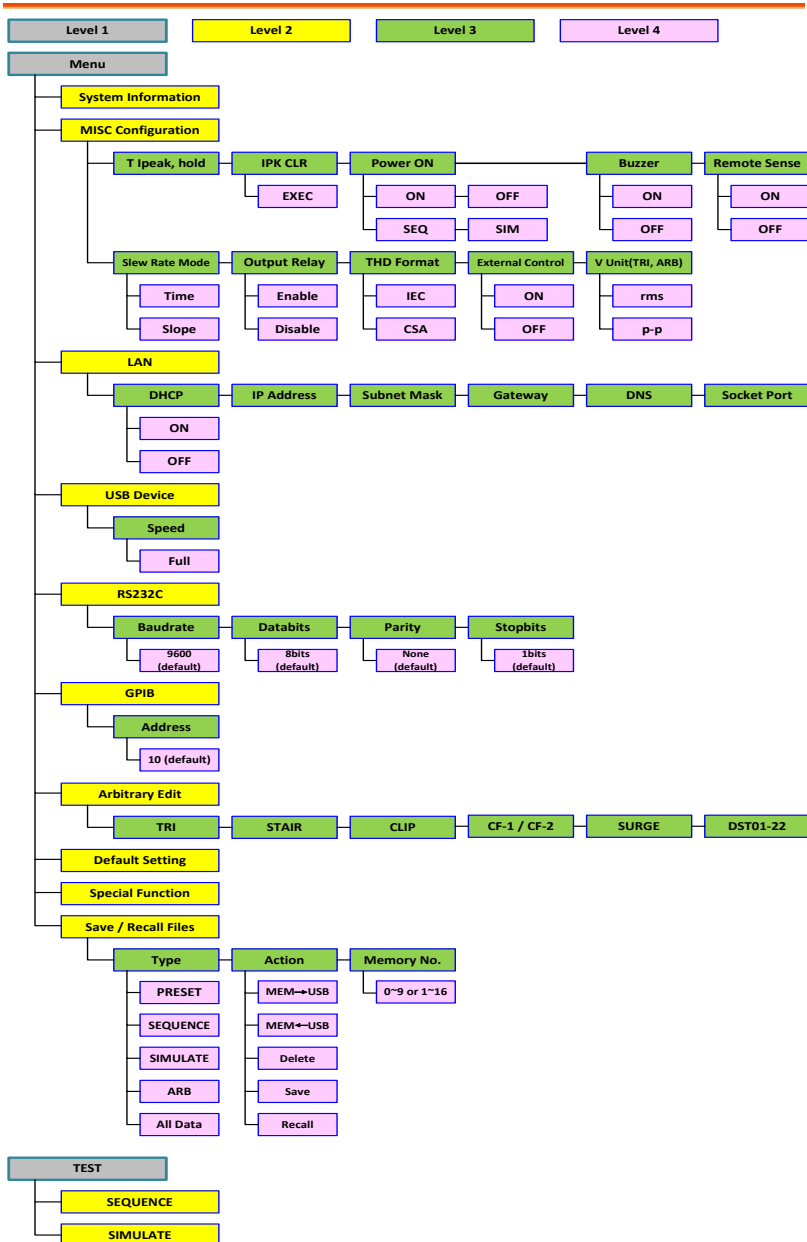 Level 1 Level 2 Level 3 Level 4
Menu
System Information
MISC Configuration
T Ipeak, hold IPK CLR Power ON Buzzer Remote Sense
EXEC ON OFF ON ON
SEQ SIM OFF OFF
Slew Rate Mode Output Relay THD Format External Control V Unit(TRI, ARB)
Time Enable IEC ON rms
Slope Disable CSA OFF p-p
LAN
DHCP IP Address Subnet Mask Gateway DNS Socket Port
ON
OFF
USB Device
Speed
Full
RS232C
Baudrate Databits Parity Stopbits
9600 8bits None 1bits
(default) (default) (default) (default)
GPIB
Address
10 (default)
Arbitrary Edit
TRI STAIR CLIP CF-1 / CF-2 SURGE DST01-22
Default Setting
Special Function
Save / Recall Files
Type Action Memory No.
PRESET MEM→USB 0~9 or 1~16
SEQUENCE MEM←USB
SIMULATE Delete
ARB Save
All Data Recall
TEST
SEQUENCE
SIMULATE